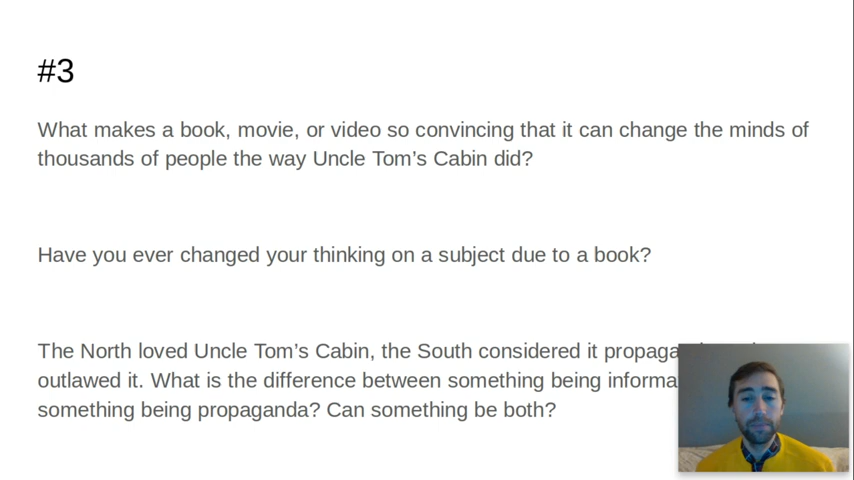 #3
What makes a book, movie, or video so convincing that it can change the minds of
thousands of people the way Uncle Tom’s Cabin did?
Have you ever changed your thinking on a subject due to a book?
The North loved Uncle Tom’s Cabin, the South considered it
outlawed it. What is the difference between something being
something being propaganda? Can something be both?